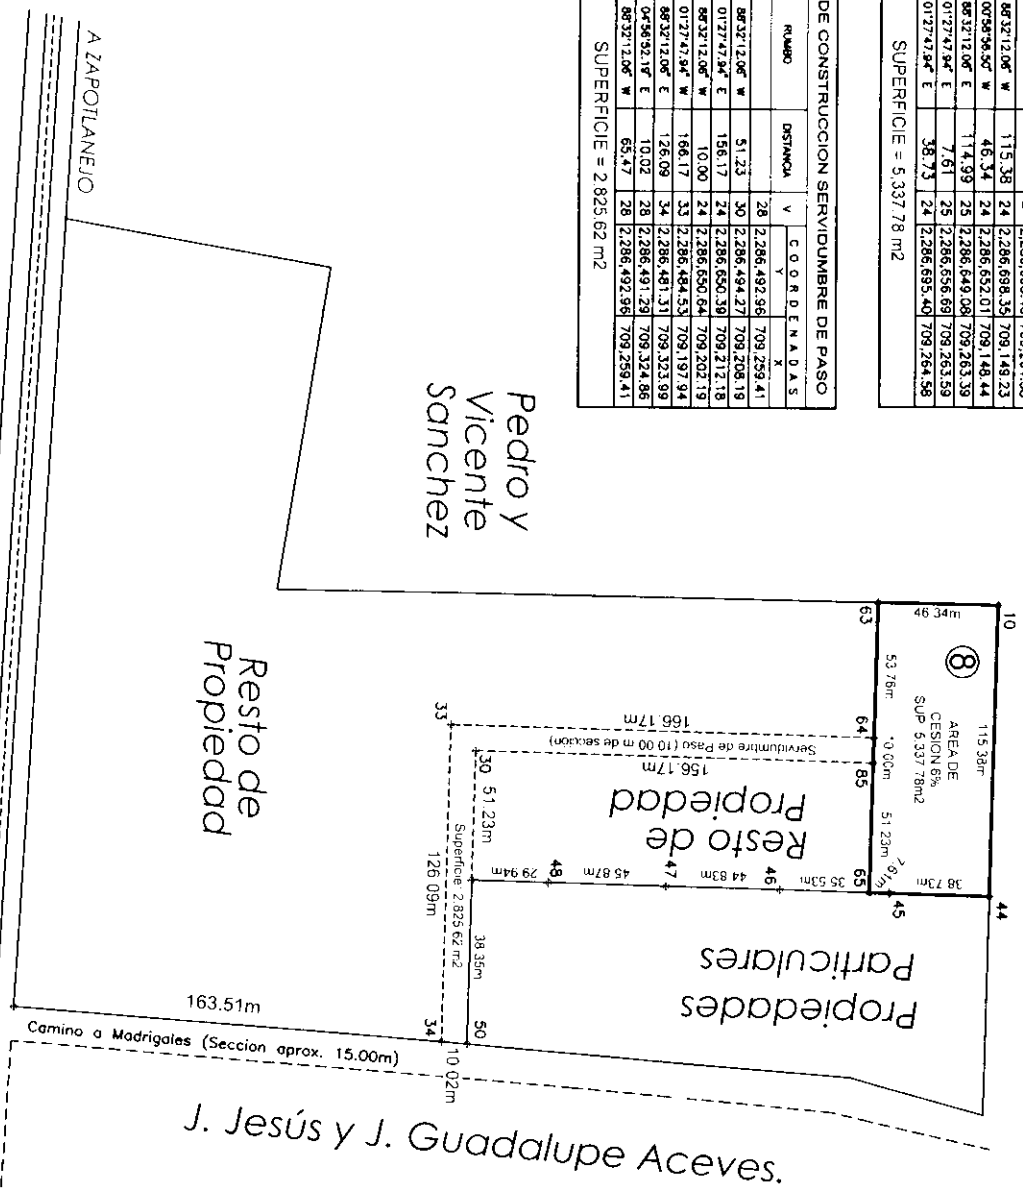 88°32'12.06" W 115.38 24 2,286,698.35 709,149.23
00°58'56.50" W 46.34 24 2,286,652.01 709,148.44
88°32'12.06" E 114.99 25 2,286,649.08 709,263.39
01°27'47.94" E 7.61 25 2,286,656.69 709,263.59
01°27'47.94" E 38.73 24 2,286,695.40 709,264.58
SUPERFICIE = 5,337.78 m2
DE CONSTRUCCION SERVIDUMBRE DE PASO
RUMBO DISTANCIA V COORDENADAS
Y X
28 2,286,492.96 709,259.41
88°32'12.06" W 51.23 30 2,286,494.27 709,208.19
01°27'47.94" E 156.17 24 2,286,650.39 709,212.18
88°32'12.06" W 10.00 24 2,286,650.64 709,202.19
01°27'47.94" W 166.17 33 2,286,484.53 709,197.94
88°32'12.06" E 126.09 34 2,286,481.31 709,323.99
04°56'52.19" E 10.02 28 2,286,491.29 709,324.86
88°32'12.06" W 65.47 28 2,286,492.96 709,259.41
SUPERFICIE = 2,825.62 m2
A ZAPOTLANEJO
Pedro y
Vicente
Sanchez
Resto de
Propiedad
10
46.34m
115.38m
8
AREA DE
CESION 8%
SUP 5,337.78m2
38.73m
44
63
53.76m
64
10.00m
85
51.23m
7.61m
65
45
166.17m
Servidumbre de Paso (10.00 m de sección)
156.17m
Resto de
Propiedad
35.53m
46
44.83m
47
45.87m
48
29.94m
33
30
51.23m
Superficie: 2,825.62 m2
126.09m
38.35m
34
50
10.02m
Propiedades
Particulares
163.51m
Camino a Madrigales (Seccion aprox. 15.00m)
J. Jesús y J. Guadalupe Aceves.